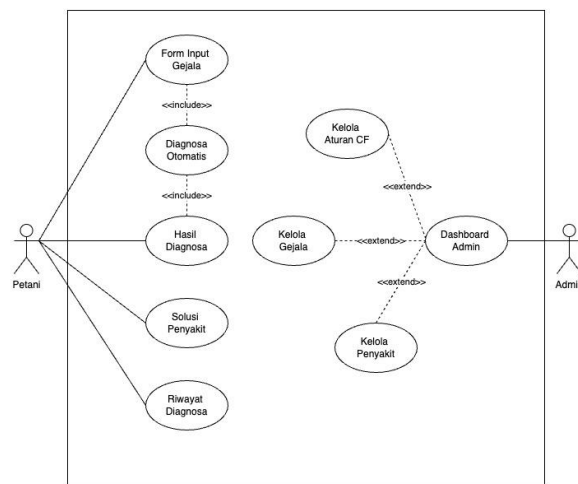 Form Input
Gejala
<<include>>
Diagnosa
Otomatis
<<include>>
Hasil
Diagnosa
Solusi
Penyakit
Riwayat
Diagnosa
Petani
Kelola
Aturan CF
<<extend>>
Kelola
Gejala
<<extend>>
Dashboard
Admin
<<extend>>
Kelola
Penyakit
Admi